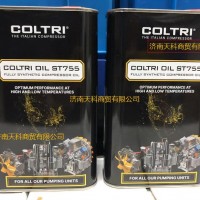 COLTRI
THE ITALIAN COMPRESSOR
COLTRI OIL ST755
FULLY SYNTHETIC COMPRESSOR OIL
济南天科商贸有限公司
OPTIMUM PERFORMANCE AT
HIGH AND LOW TEMPERATURES
FOR ALL OUR PUMPING UNITS
COLTRI
THE ITALIAN COMPRESSOR
COLTRI OIL ST755
FULLY SYNTHETIC COMPRESSOR OIL
济南天科商贸有限公司
OPTIMUM PERFORMANCE AT
HIGH AND LOW TEMPERATURES
济南天科商贸有限公司
FOR ALL OUR PUMPING UNITS